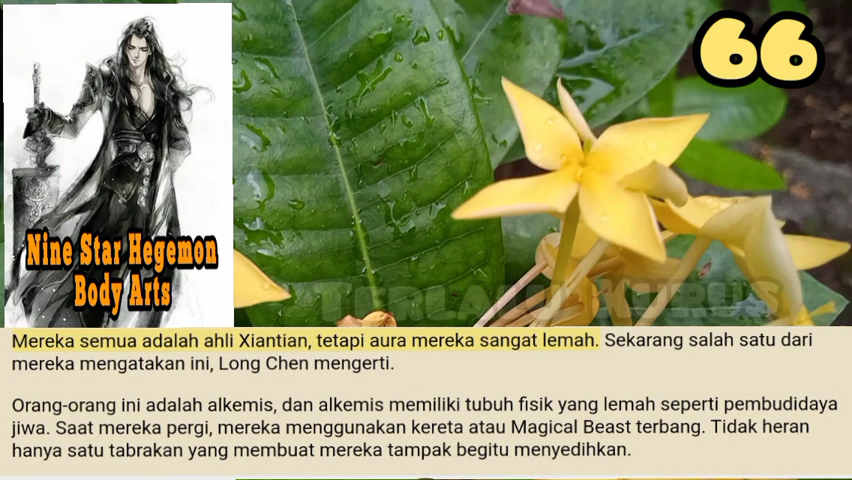 66
Nine Star Hegemon
Body Arts
Terlalu Kurus
Mereka semua adalah ahli Xiantian, tetapi aura mereka sangat lemah. Sekarang salah satu dari
mereka mengatakan ini, Long Chen mengerti.
Orang-orang ini adalah alkemis, dan alkemis memiliki tubuh fisik yang lemah seperti pembudidaya
jiwa. Saat mereka pergi, mereka menggunakan kereta atau Magical Beast terbang. Tidak heran
hanya satu tabrakan yang membuat mereka tampak begitu menyedihkan.